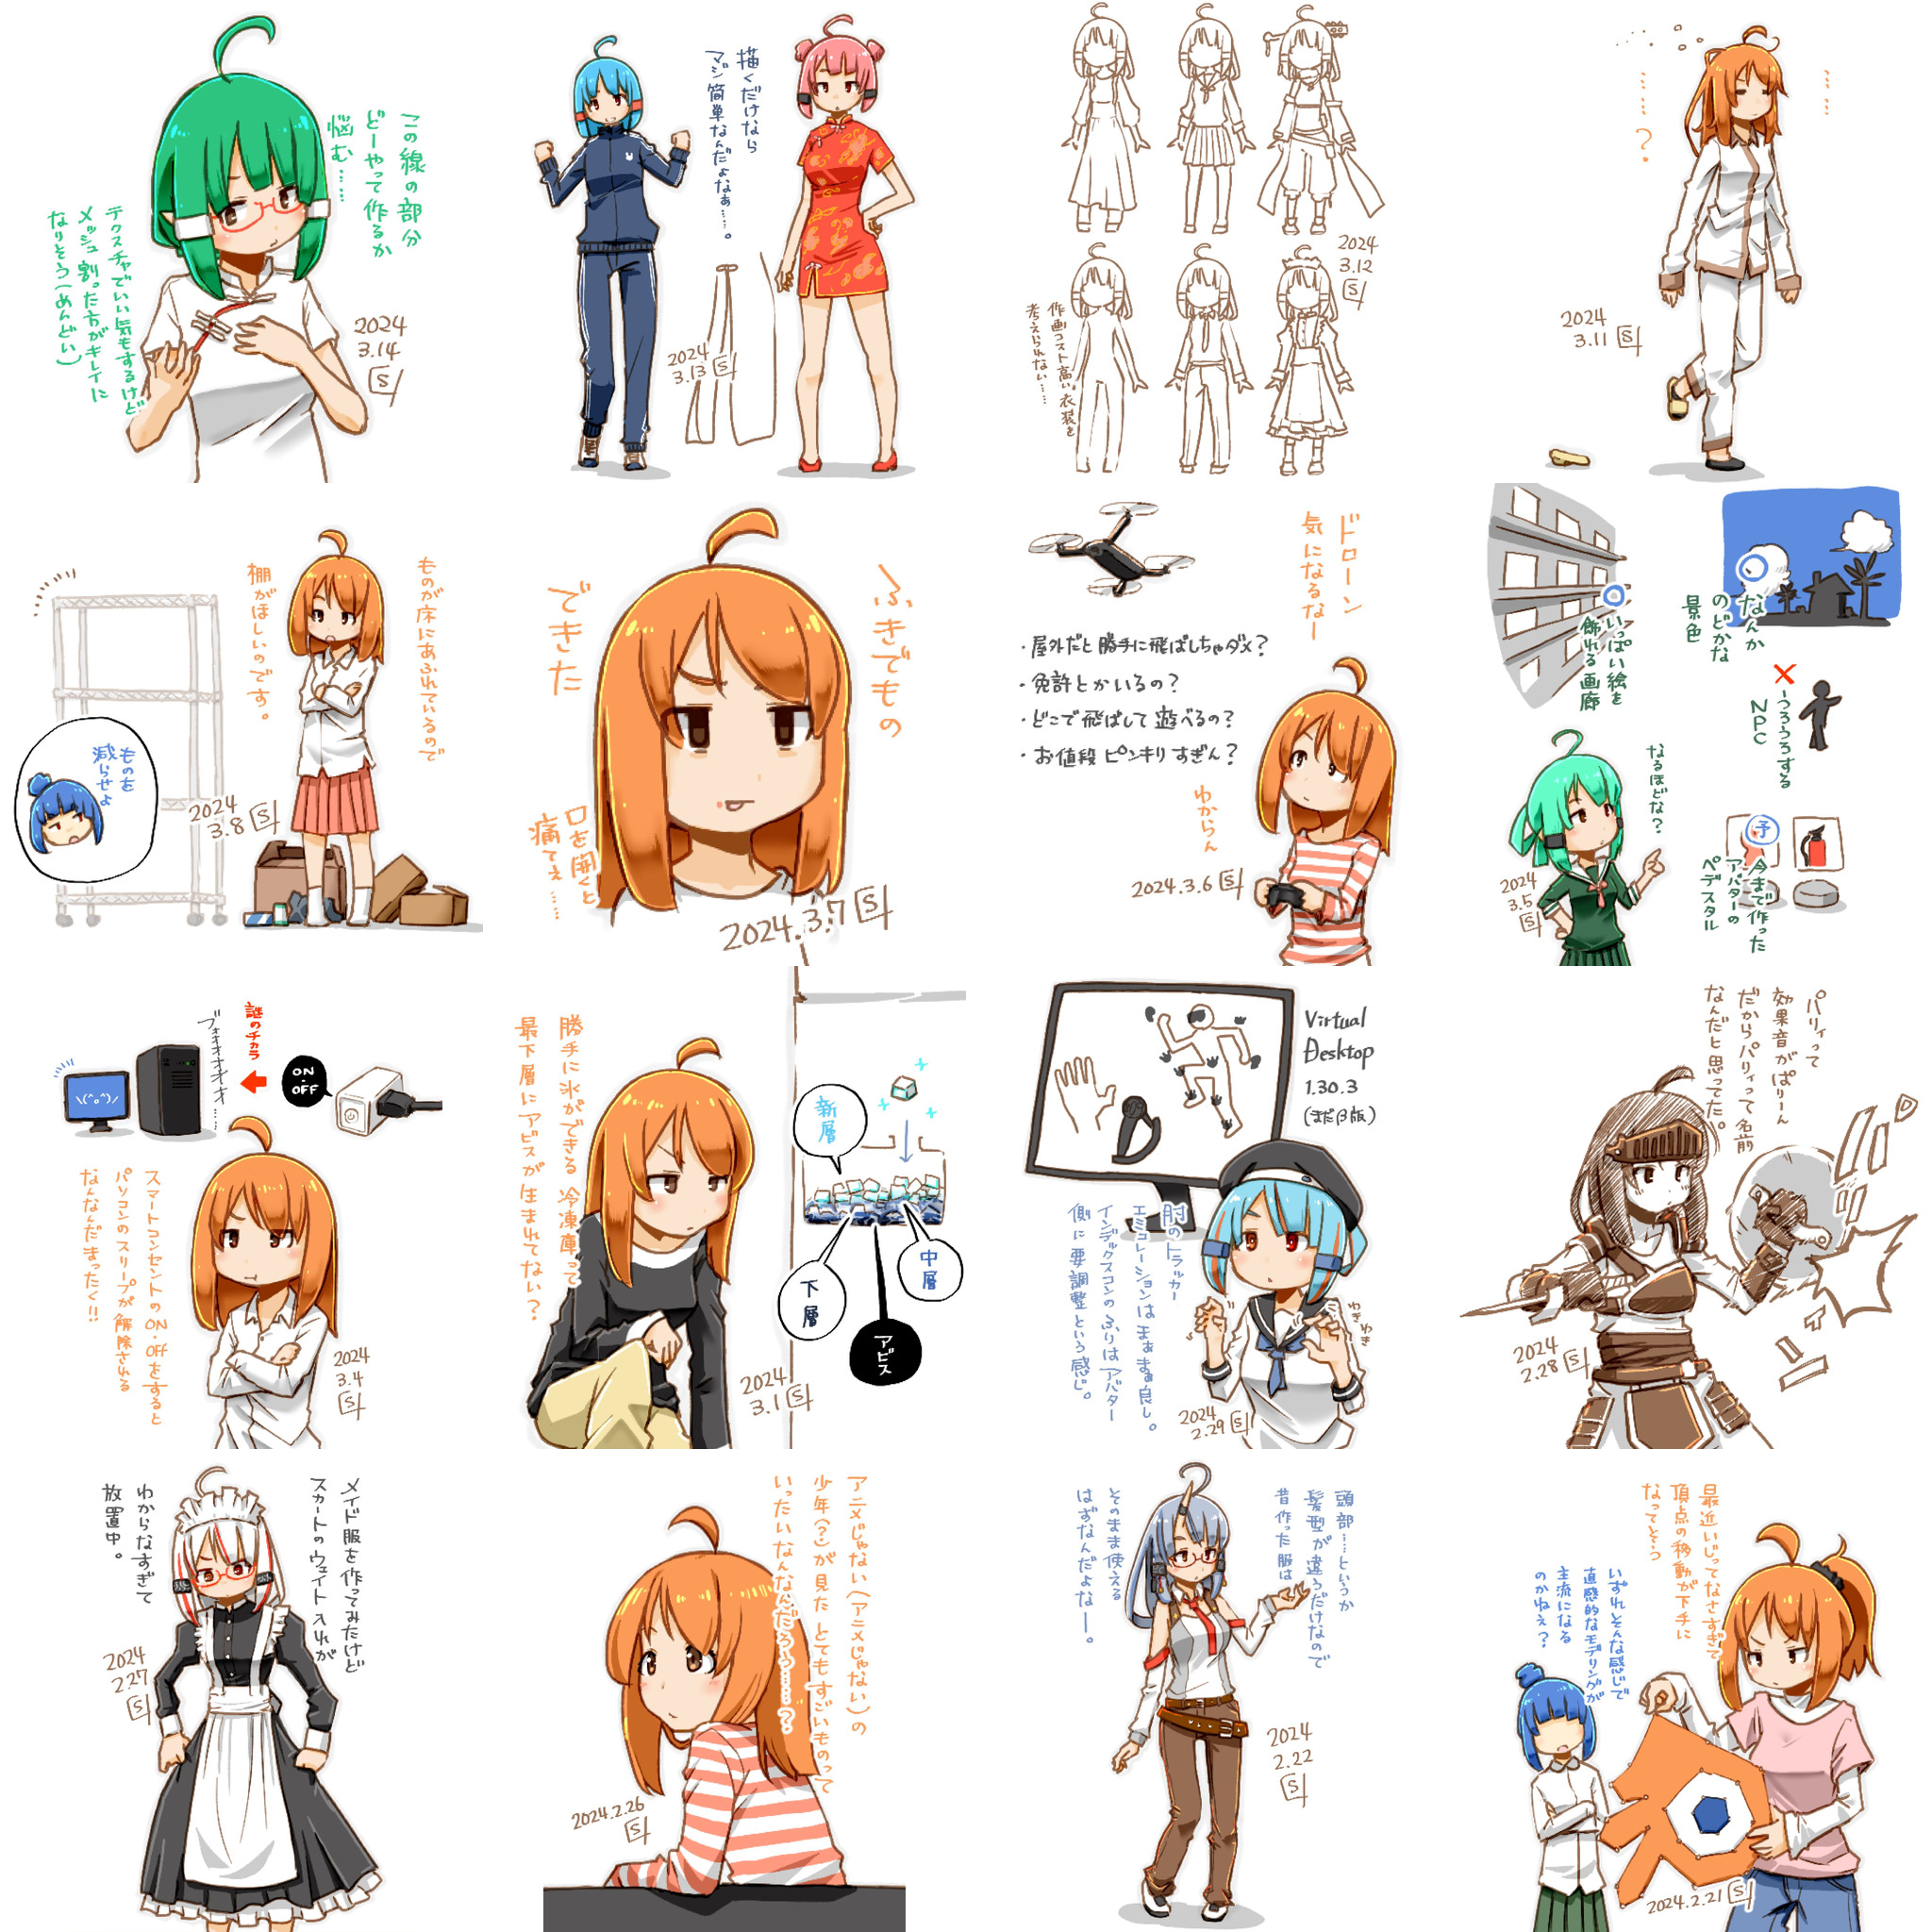 この線の部分
どーやって作るか
悩む……
テクスチャでいい気もするけど
メッシュ割った方がキレイに
なりそう(めんどい)
2024
3.14
S
描くだけなら
マジ簡単なんだよなぁ……。
2024
3.13
S
2024
3.12
S
作画コスト高い衣装を
考えられない……
……
……?
2024
3.11
S
ものが床にあふれているので
棚がほしいのです。
ものを
減らせよ
2024
3.8
S
ふきでもの
できた
口を開くと
痛てぇ……
2024.3.7
S
ドローン
気になるなー
・屋外だと勝手に飛ばしちゃダメ?
・免許とかいるの?
・どこで飛ばして遊べるの?
・お値段ピンキリすぎん?
わからん
2024.3.6
S
なんか
のどかな
景色
いっぱい絵を
飾れる画廊
うろうろする
NPC
なるほどな?
予
今まで作った
アバターの
ペデスタル
2024
3.5
S
謎のチカラ
ブォォォォォォ……
ON
・
OFF
\(^o^)/
スマートコンセントのON・OFFをすると
パソコンのスリープが解除される
なんなんだまったく!!
2024
3.4
S
勝手に氷ができる冷凍庫って
最下層にアビスが生まれてない?
新層
中層
下層
アビス
2024
3.1
S
Virtual
Desktop
1.30.3
(まだβ版)
肘のトラッカー
エミュレーションはまぁまぁ良し。
インデックスコンのふりはアバター
側に要調整という感じ。
わき
わき
2024
2.29
S
パリィって
効果音がぱりーん
だからパリィって名前
なんだと思ってた。
2024
2.28
S
メイド服を作ってみたけど
スカートのウェイト入れが
わからなすぎて
放置中。
2024
2.27
S
アニメじゃない(アニメじゃない)の
少年(?)が見たとてもすごいものって
いったいなんなんだろう……?
2024.2.26
S
頭部……というか
髪型が違うだけなので
昔作った服は
そのまま使える
はずなんだよなー。
2024
2.22
S
最近いじってなさすぎて
頂点の移動が下手に
なってそう
いずれそんな感じで
直感的なモデリングが
主流になる
のかねぇ?
2024.2.21
S